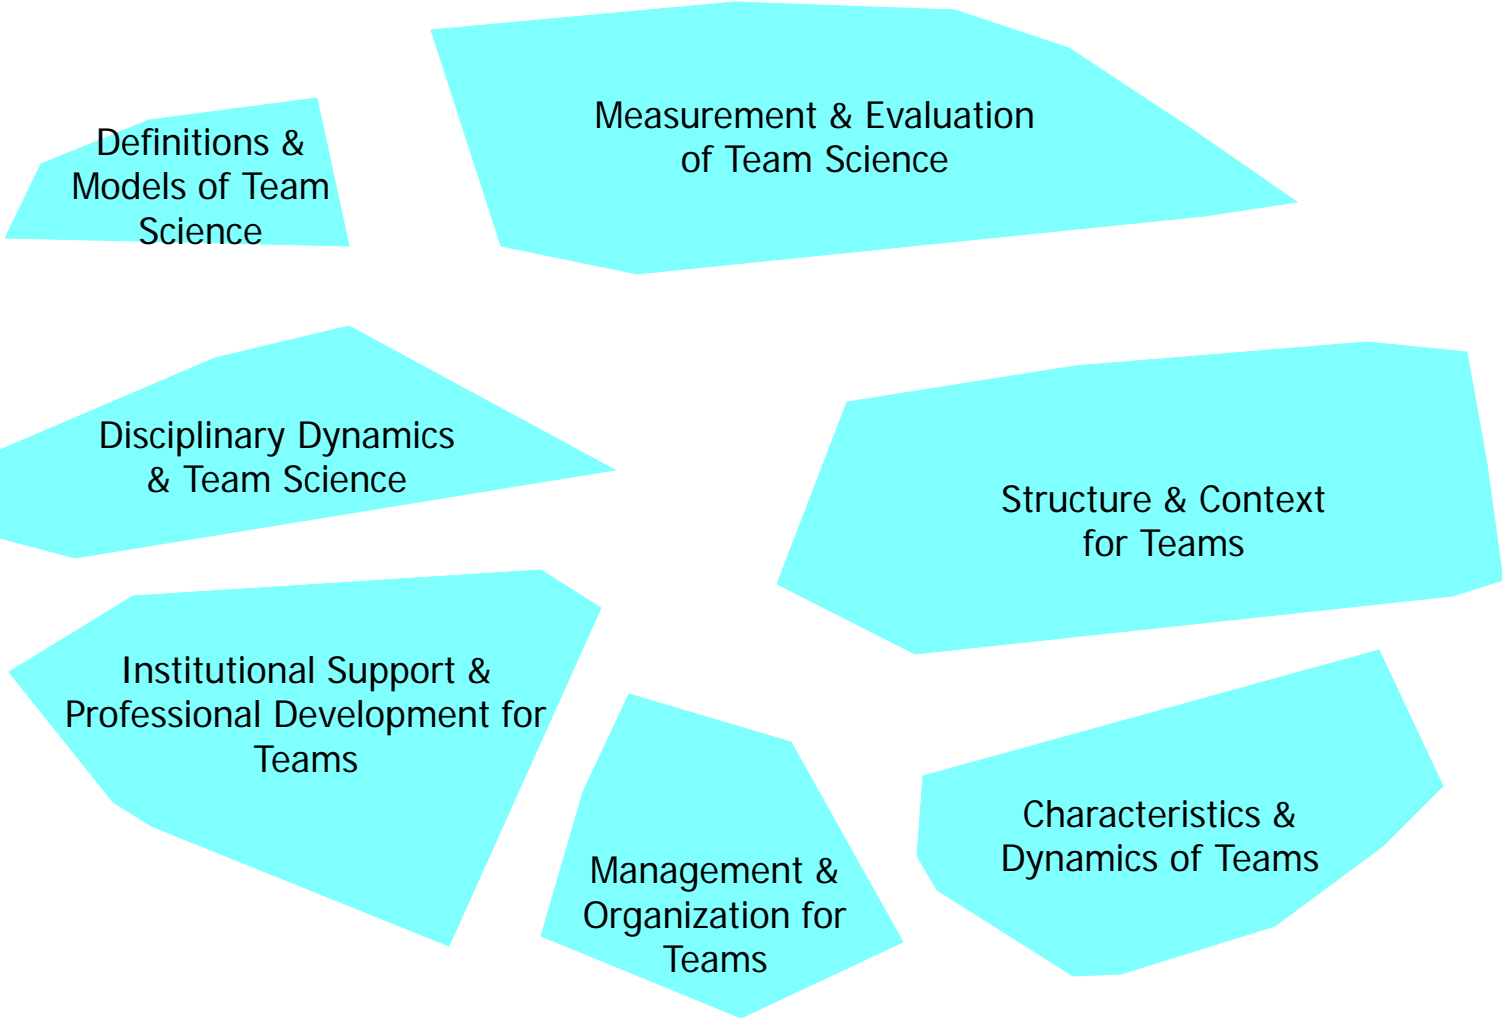 Measurement & Evaluation
of Team Science
Definitions &
Models of Team
Science
Disciplinary Dynamics
& Team Science
Structure & Context
for Teams
Institutional Support &
Professional Development for
Teams
Management &
Organization for
Teams
Characteristics &
Dynamics of Teams